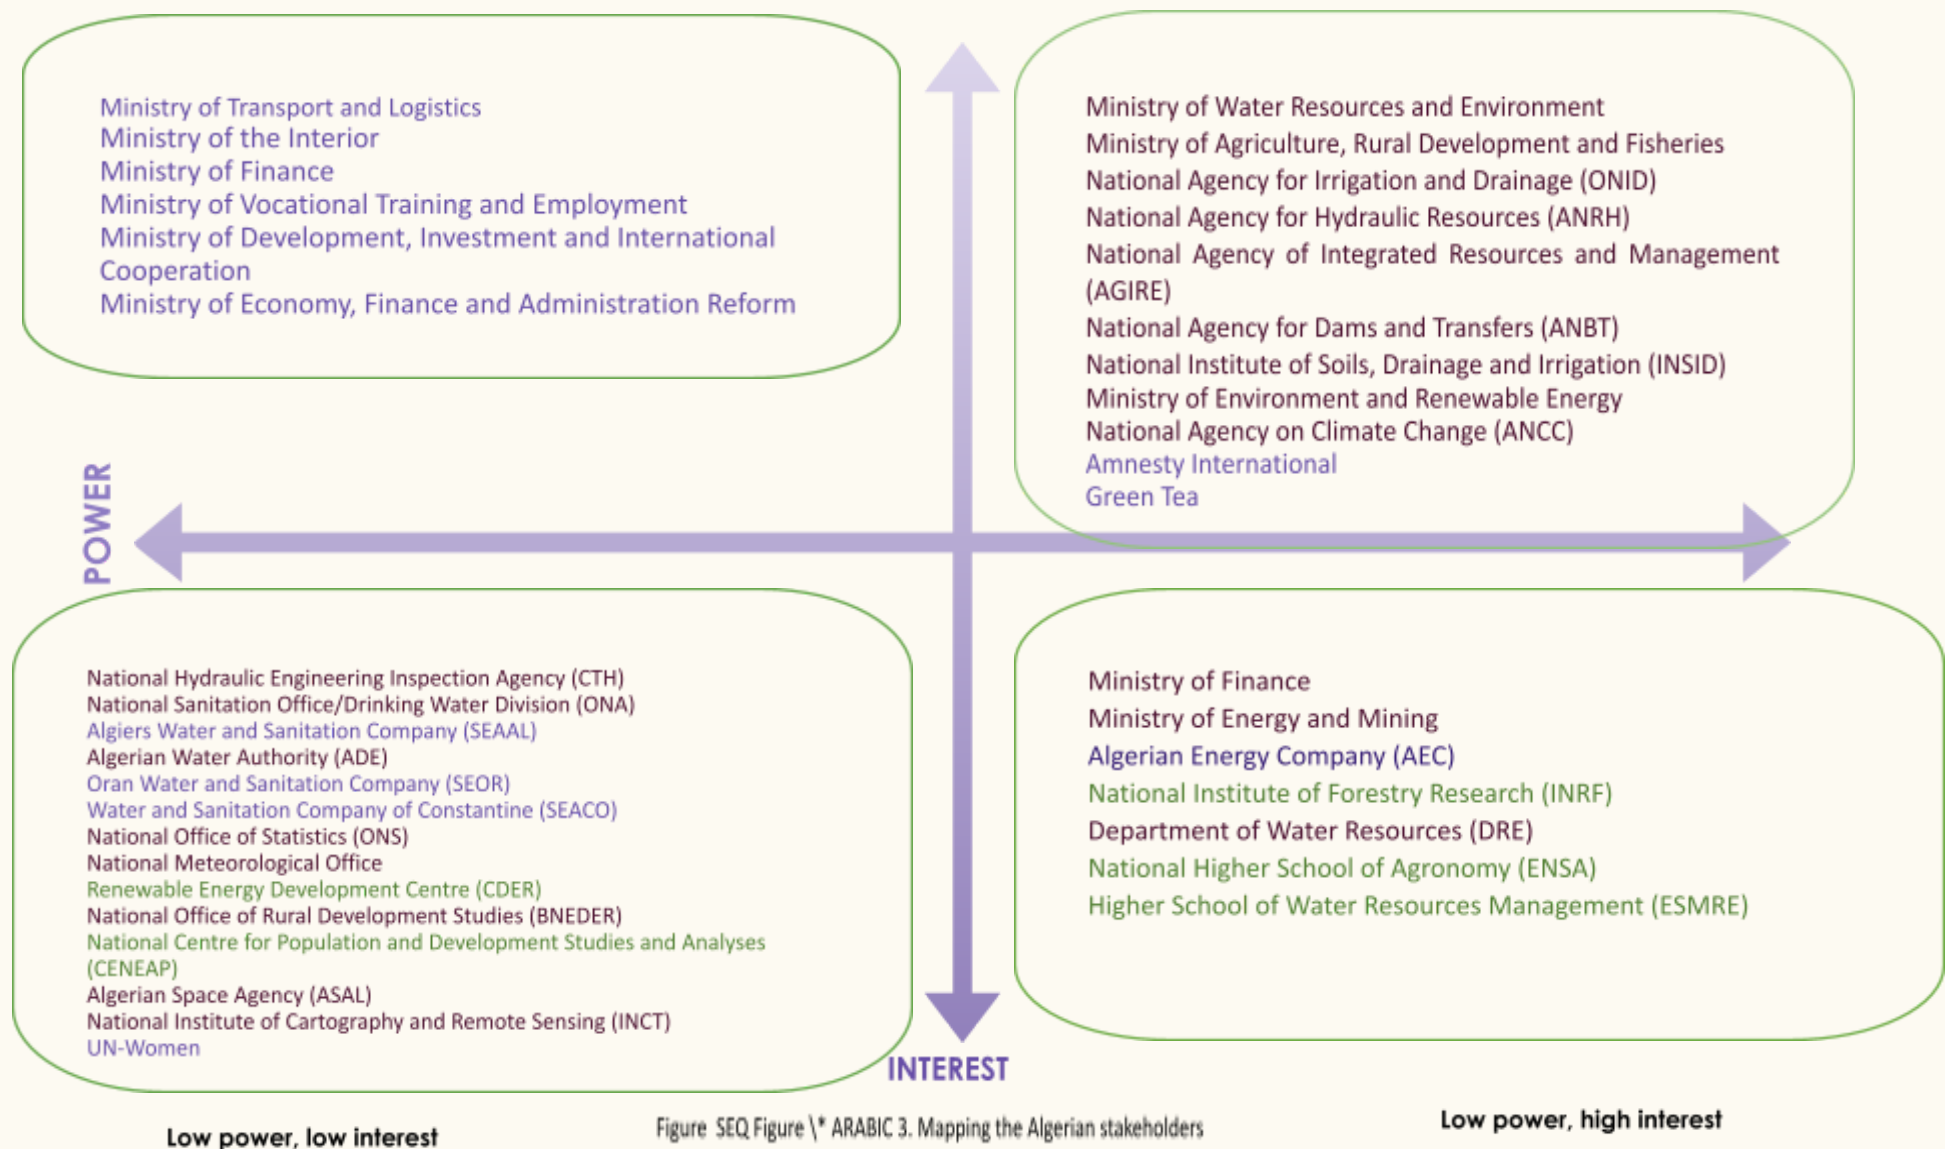 Ministry of Transport and Logistics
Ministry of the Interior
Ministry of Finance
Ministry of Vocational Training and Employment
Ministry of Development, Investment and International
Cooperation
Ministry of Economy, Finance and Administration Reform
Ministry of Water Resources and Environment
Ministry of Agriculture, Rural Development and Fisheries
National Agency for Irrigation and Drainage (ONID)
National Agency for Hydraulic Resources (ANRH)
National Agency of Integrated Resources and Management
(AGIRE)
National Agency for Dams and Transfers (ANBT)
National Institute of Soils, Drainage and Irrigation (INSID)
Ministry of Environment and Renewable Energy
National Agency on Climate Change (ANCC)
Amnesty International
Green Tea
POWER
National Hydraulic Engineering Inspection Agency (CTH)
National Sanitation Office/Drinking Water Division (ONA)
Algiers Water and Sanitation Company (SEAAL)
Algerian Water Authority (ADE)
Oran Water and Sanitation Company (SEOR)
Water and Sanitation Company of Constantine (SEACO)
National Office of Statistics (ONS)
National Meteorological Office
Renewable Energy Development Centre (CDER)
National Office of Rural Development Studies (BNEDER)
National Centre for Population and Development Studies and Analyses
(CENEAP)
Algerian Space Agency (ASAL)
National Institute of Cartography and Remote Sensing (INCT)
UN-Women
Ministry of Finance
Ministry of Energy and Mining
Algerian Energy Company (AEC)
National Institute of Forestry Research (INRF)
Department of Water Resources (DRE)
National Higher School of Agronomy (ENSA)
Higher School of Water Resources Management (ESMRE)
INTEREST
Low power, low interest
Figure SEQ Figure \* ARABIC 3. Mapping the Algerian stakeholders
Low power, high interest